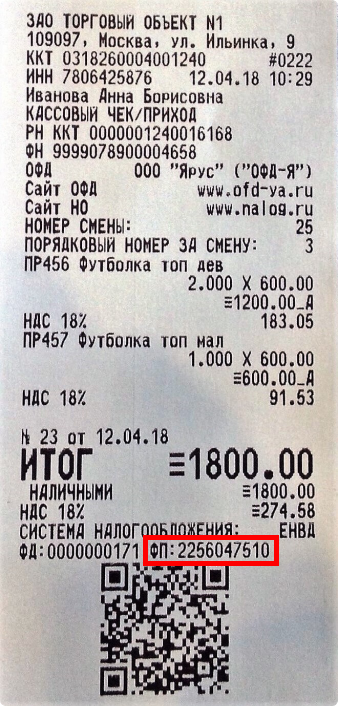 ЗАО ТОРГОВЫЙ ОБЪЕКТ N1
109097, Москва, ул. Ильинка, 9
ККТ 0318260004001240 #0222
ИНН 7806425876 12.04.18 10:29
Иванова Анна Борисовна
КАССОВЫЙ ЧЕК/ПРИХОД
РН ККТ 0000001240016168
ФН 9999078900004658
ОФД ООО "Ярус" ("ОФД-Я")
Сайт ОФД www.ofd-ya.ru
Сайт НО www.nalog.ru
НОМЕР СМЕНЫ: 25
ПОРЯДКОВЫЙ НОМЕР ЗА СМЕНУ: 3
ПР456 Футболка топ дев
2.000 X 600.00
≡1200.00_А
НДС 18% 183.05
ПР457 Футболка топ мал
1.000 X 600.00
≡600.00_А
НДС 18% 91.53
№ 23 от 12.04.18
ИТОГ ≡1800.00
НАЛИЧНЫМИ ≡1800.00
НДС 18% ≡274.58
СИСТЕМА НАЛОГООБЛОЖЕНИЯ: ЕНВД
ФД:0000000171 ФП:2256047510